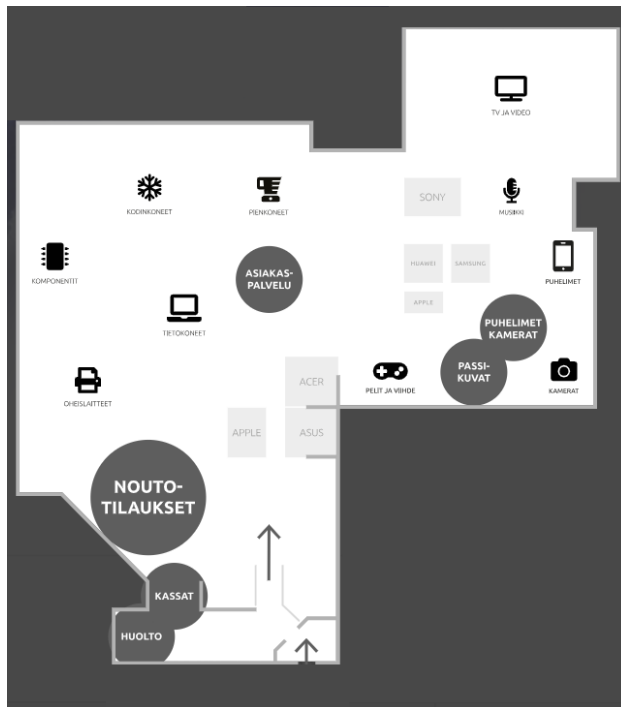 TV JA VIDEO
KODINKONEET
PIENKONEET
SONY
MUSIIKKI
KOMPONENTIT
ASIAKAS-
PALVELU
HUAWEI
SAMSUNG
PUHELIMET
APPLE
TIETOKONEET
PUHELIMET
KAMERAT
OHEISLAITTEET
ACER
PELIT JA VIIHDE
PASSI-
KUVAT
KAMERAT
APPLE
ASUS
NOUTO-
TILAUKSET
KASSAT
HUOLTO